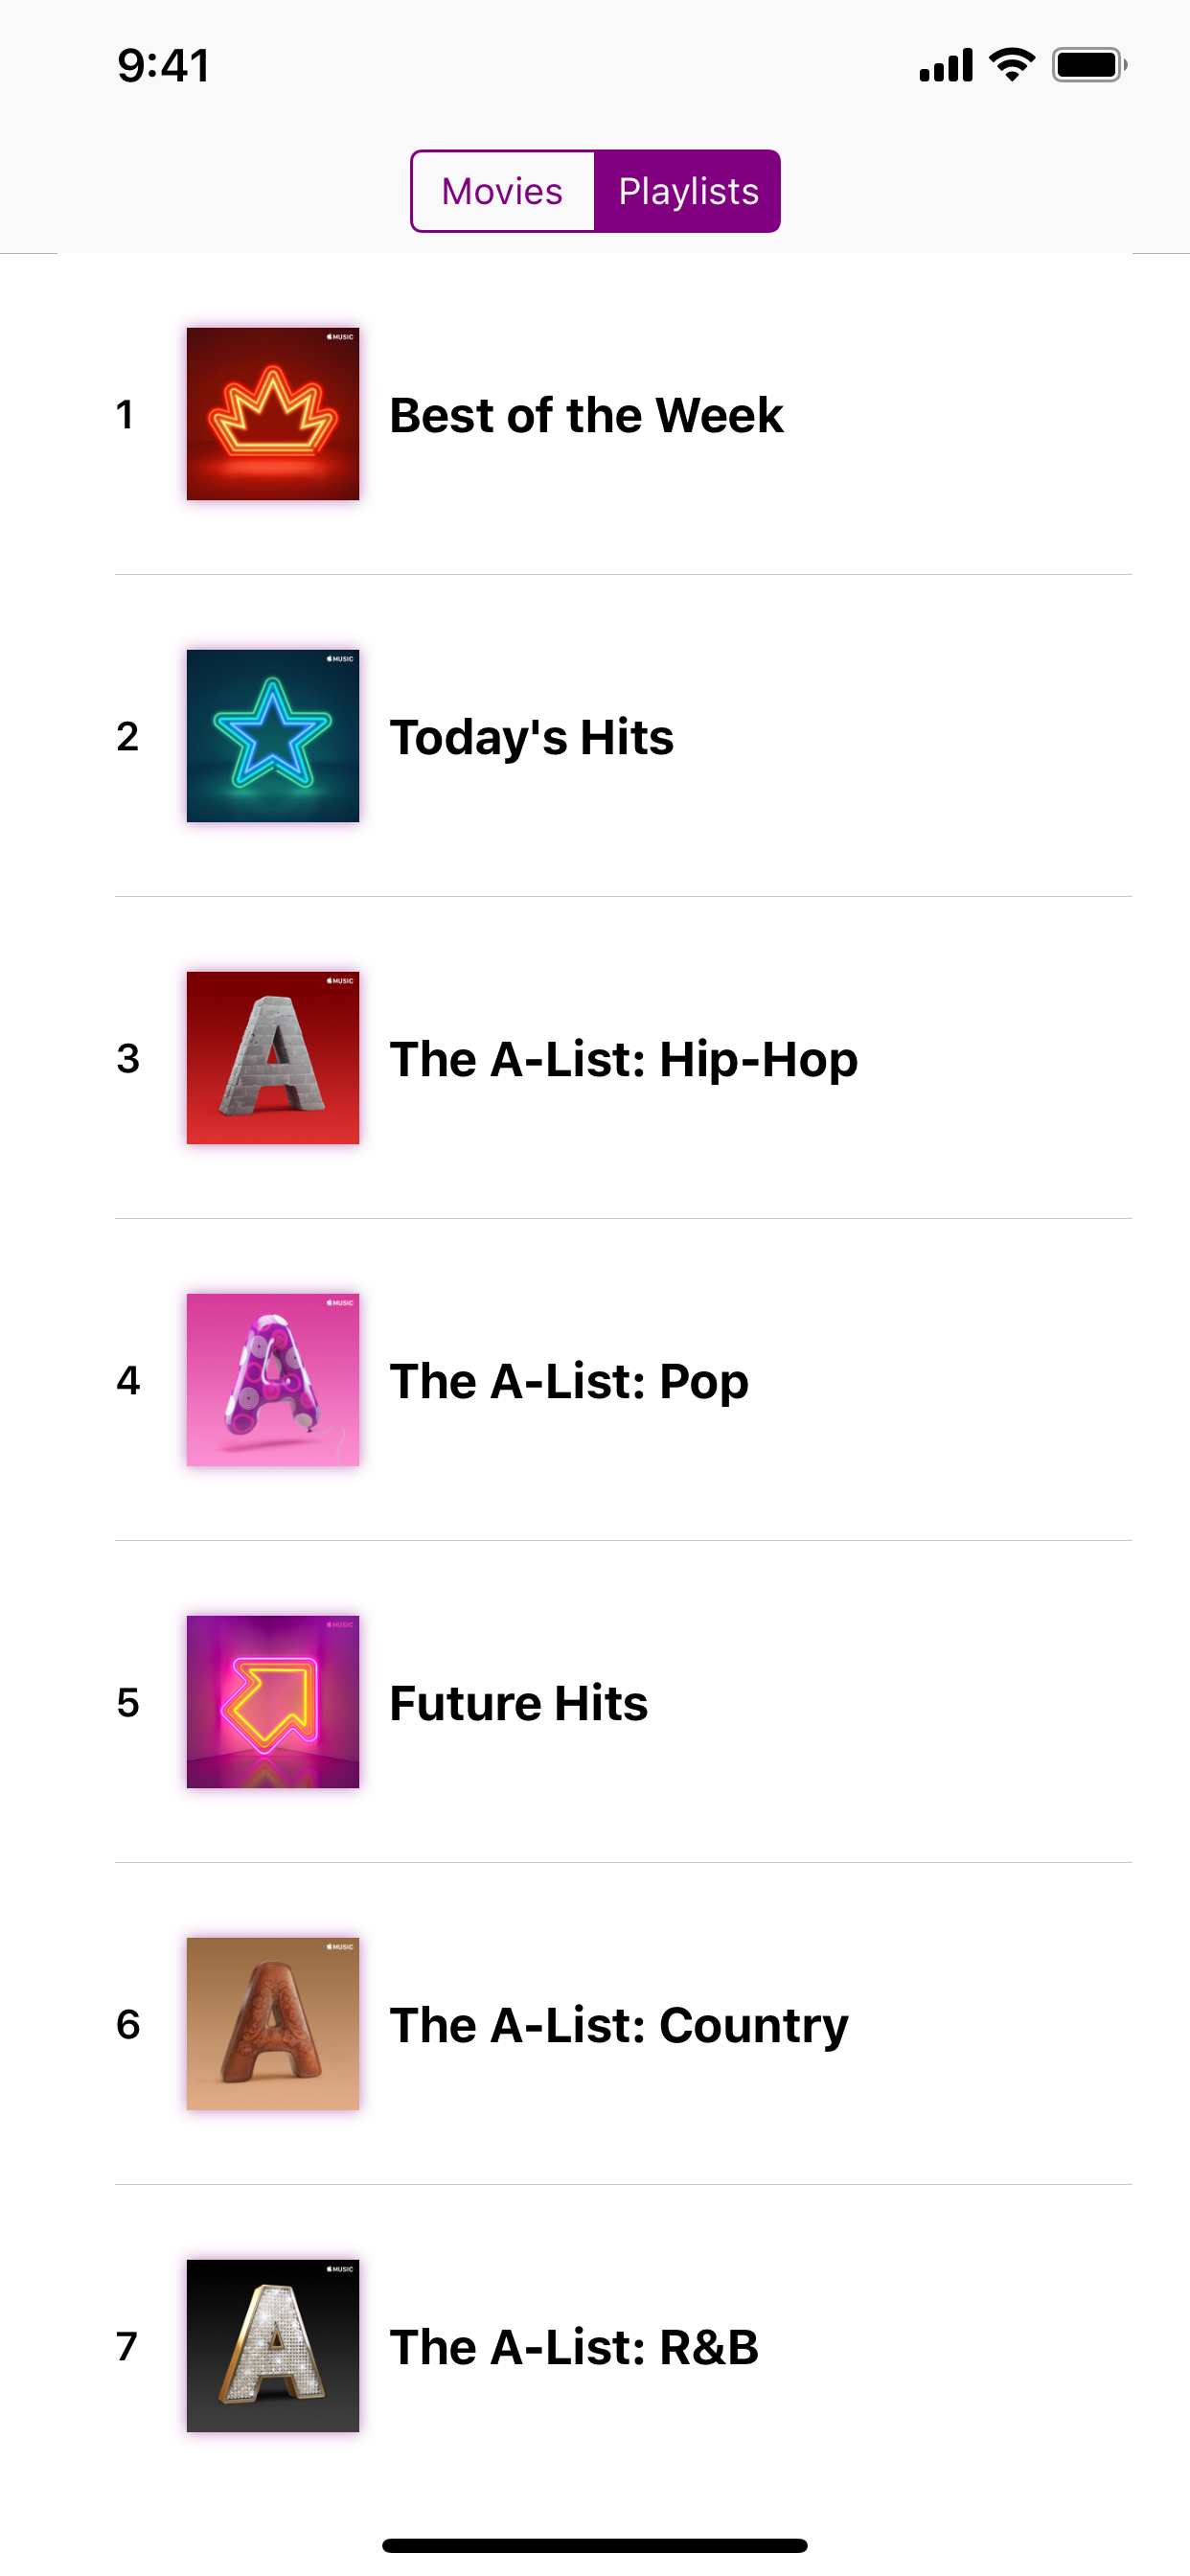 9:41
Movies Playlists
MUSIC
1 Best of the Week
MUSIC
2 Today's Hits
MUSIC
A
3 The A-List: Hip-Hop
MUSIC
A
4 The A-List: Pop
MUSIC
5 Future Hits
MUSIC
A
6 The A-List: Country
MUSIC
A
7 The A-List: R&B